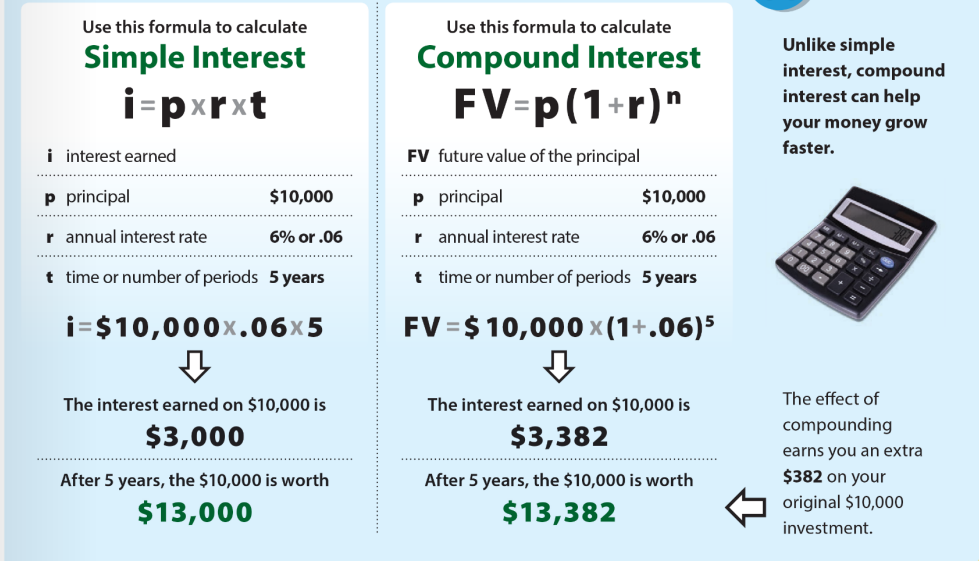 Use this formula to calculate
Simple Interest
i=p×r×t
i interest earned
p principal $10,000
r annual interest rate 6% or .06
t time or number of periods 5 years
i=$10,000×.06×5
The interest earned on $10,000 is
$3,000
After 5 years, the $10,000 is worth
$13,000
Use this formula to calculate
Compound Interest
FV=p(1+r)ⁿ
FV future value of the principal
p principal $10,000
r annual interest rate 6% or .06
t time or number of periods 5 years
FV=$10,000×(1+.06)⁵
The interest earned on $10,000 is
$3,382
After 5 years, the $10,000 is worth
$13,382
Unlike simple
interest, compound
interest can help
your money grow
faster.
The effect of
compounding
earns you an extra
$382 on your
original $10,000
investment.